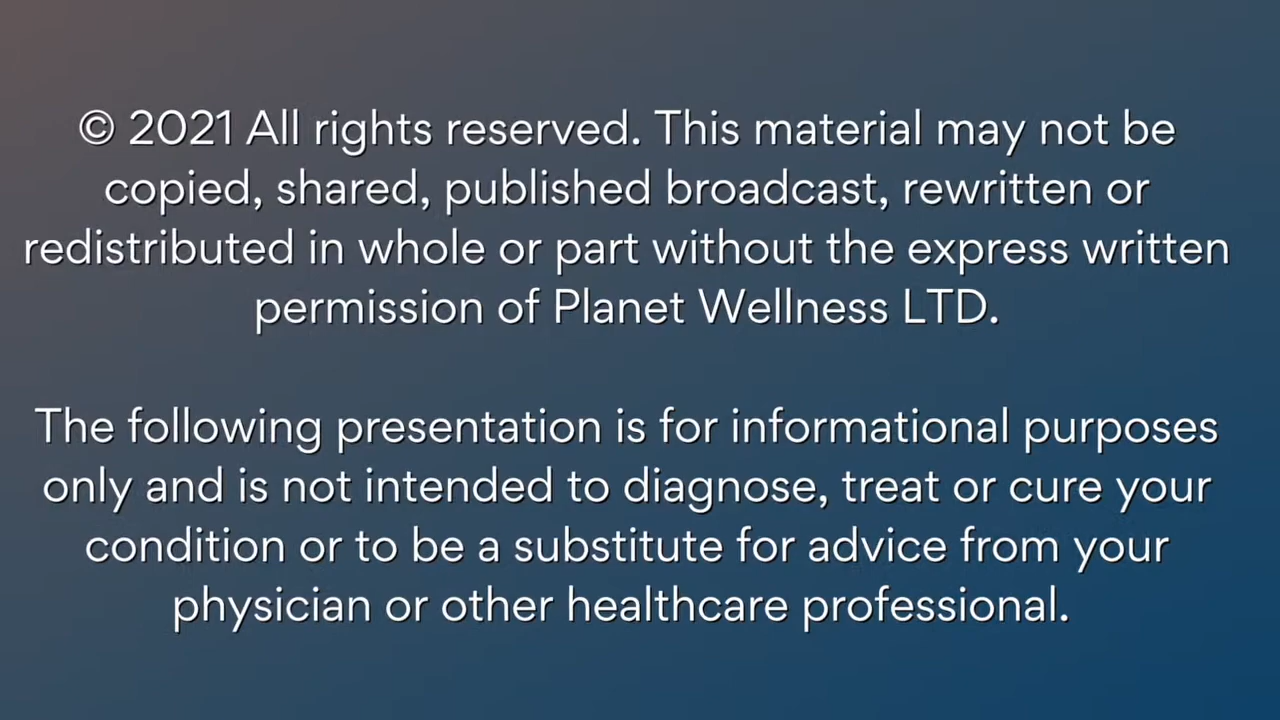 © 2021 All rights reserved. This material may not be
copied, shared, published broadcast, rewritten or
redistributed in whole or part without the express written
permission of Planet Wellness LTD.
The following presentation is for informational purposes
only and is not intended to diagnose, treat or cure your
condition or to be a substitute for advice from your
physician or other healthcare professional.